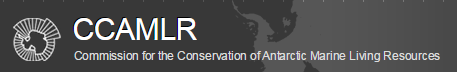 CCAMLR
Commission for the Conservation of Antarctic Marine Living Resources